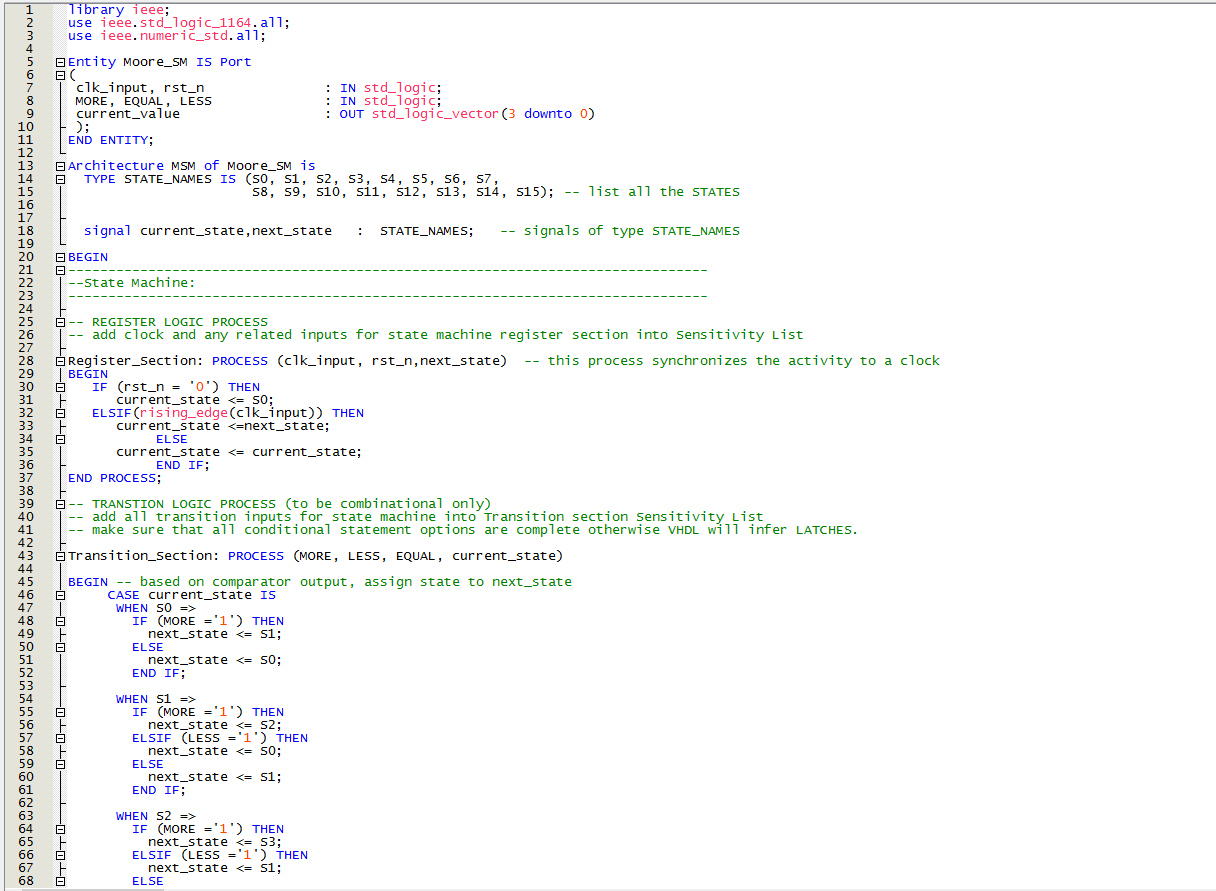 1 library ieee;
2 use ieee.std_logic_1164.all;
3 use ieee.numeric_std.all;
4
5 Entity Moore_SM IS Port
6 (
7 clk_input, rst_n : IN std_logic;
8 MORE, EQUAL, LESS : IN std_logic;
9 current_value : OUT std_logic_vector(3 downto 0)
10 );
11 END ENTITY;
12
13 Architecture MSM of Moore_SM is
14 TYPE STATE_NAMES IS (S0, S1, S2, S3, S4, S5, S6, S7,
15 S8, S9, S10, S11, S12, S13, S14, S15); -- list all the STATES
16
17
18 signal current_state,next_state : STATE_NAMES; -- signals of type STATE_NAMES
19
20 BEGIN
21 --------------------------------------------------------------------------------
22 --State Machine:
23 --------------------------------------------------------------------------------
24
25 -- REGISTER LOGIC PROCESS
26 -- add clock and any related inputs for state machine register section into Sensitivity List
27
28 Register_Section: PROCESS (clk_input, rst_n,next_state) -- this process synchronizes the activity to a clock
29 BEGIN
30 IF (rst_n = '0') THEN
31 current_state <= S0;
32 ELSIF(rising_edge(clk_input)) THEN
33 current_state <=next_state;
34 ELSE
35 current_state <= current_state;
36 END IF;
37 END PROCESS;
38
39 -- TRANSTION LOGIC PROCESS (to be combinational only)
40 -- add all transition inputs for state machine into Transition section Sensitivity List
41 -- make sure that all conditional statement options are complete otherwise VHDL will infer LATCHES.
42
43 Transition_Section: PROCESS (MORE, LESS, EQUAL, current_state)
44
45 BEGIN -- based on comparator output, assign state to next_state
46 CASE current_state IS
47 WHEN S0 =>
48 IF (MORE ='1') THEN
49 next_state <= S1;
50 ELSE
51 next_state <= S0;
52 END IF;
53
54 WHEN S1 =>
55 IF (MORE ='1') THEN
56 next_state <= S2;
57 ELSIF (LESS ='1') THEN
58 next_state <= S0;
59 ELSE
60 next_state <= S1;
61 END IF;
62
63 WHEN S2 =>
64 IF (MORE ='1') THEN
65 next_state <= S3;
66 ELSIF (LESS ='1') THEN
67 next_state <= S1;
68 ELSE